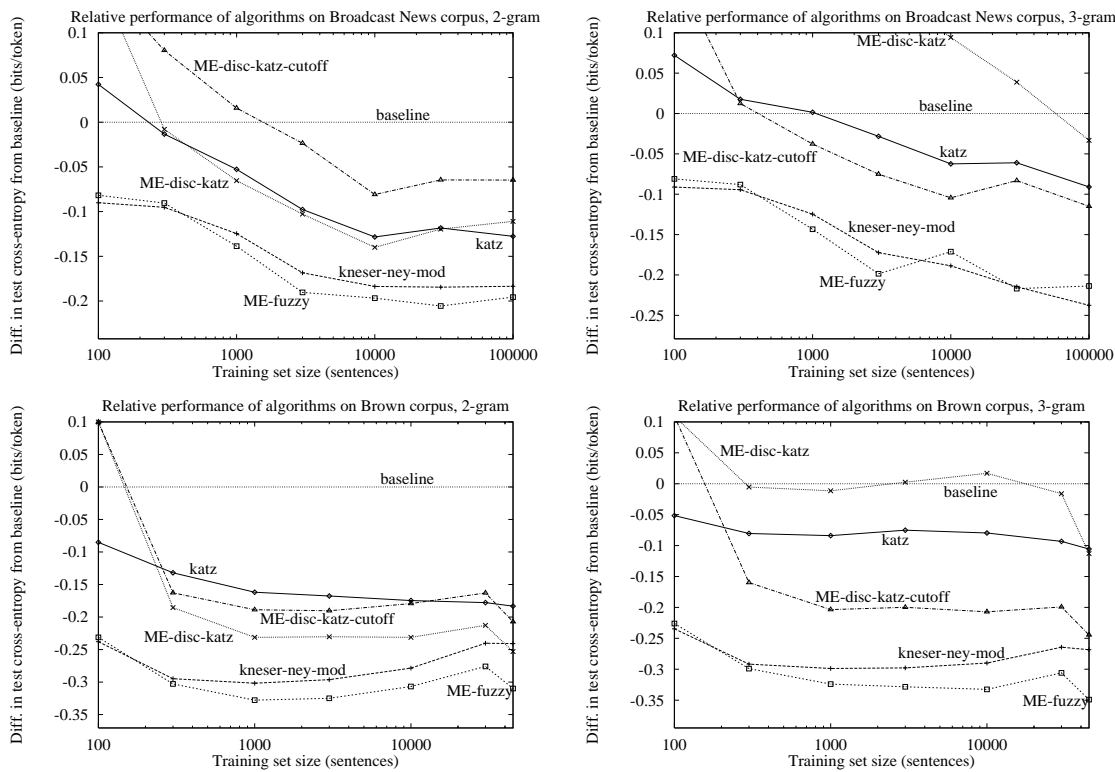 Relative performance of algorithms on Broadcast News corpus, 2-gram
Diff. in test cross-entropy from baseline (bits/token)
0.1
0.05
0
-0.05
-0.1
-0.15
-0.2
ME-disc-katz-cutoff
baseline
ME-disc-katz
katz
kneser-ney-mod
ME-fuzzy
100 1000 10000 100000
Training set size (sentences)
Relative performance of algorithms on Broadcast News corpus, 3-gram
Diff. in test cross-entropy from baseline (bits/token)
0.1
0.05
0
-0.05
-0.1
-0.15
-0.2
-0.25
ME-disc-katz
baseline
katz
ME-disc-katz-cutoff
kneser-ney-mod
ME-fuzzy
100 1000 10000 100000
Training set size (sentences)
Relative performance of algorithms on Brown corpus, 2-gram
Diff. in test cross-entropy from baseline (bits/token)
0.1
0.05
0
-0.05
-0.1
-0.15
-0.2
-0.25
-0.3
-0.35
baseline
katz
ME-disc-katz-cutoff
ME-disc-katz
kneser-ney-mod
ME-fuzzy
100 1000 10000
Training set size (sentences)
Relative performance of algorithms on Brown corpus, 3-gram
Diff. in test cross-entropy from baseline (bits/token)
0.1
0.05
0
-0.05
-0.1
-0.15
-0.2
-0.25
-0.3
-0.35
ME-disc-katz
baseline
katz
ME-disc-katz-cutoff
kneser-ney-mod
ME-fuzzy
100 1000 10000
Training set size (sentences)